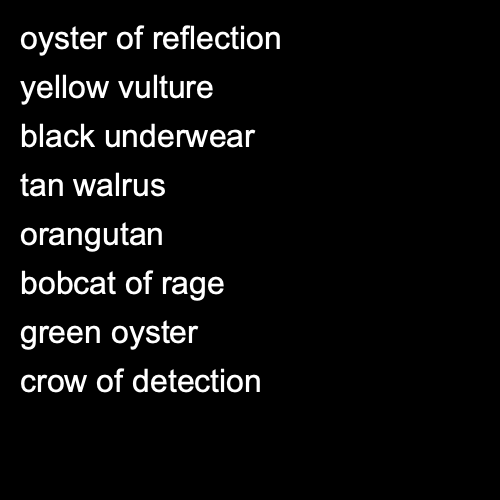 oyster of reflection
yellow vulture
black underwear
tan walrus
orangutan
bobcat of rage
green oyster
crow of detection